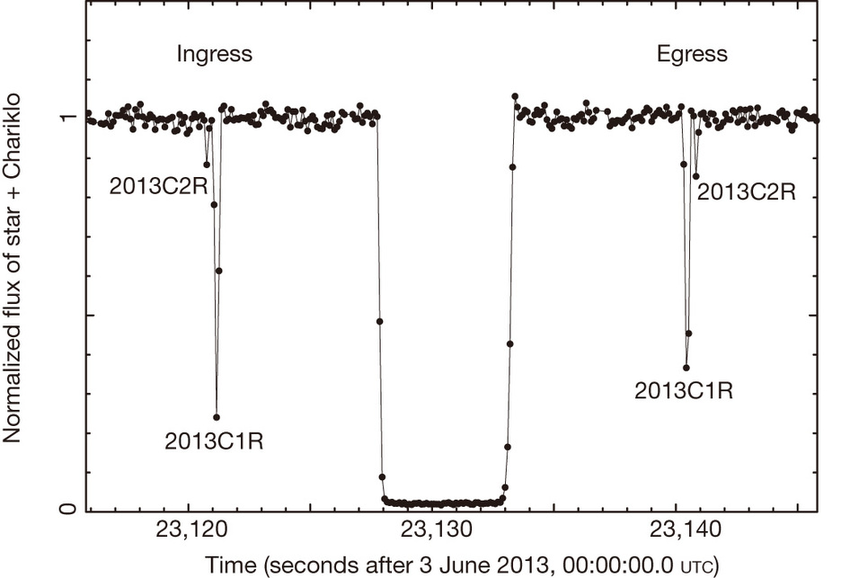 Ingress
Egress
1
2013C2R
2013C2R
2013C1R
2013C1R
0
23,120
23,130
23,140
Time (seconds after 3 June 2013, 00:00:00.0 UTC)
Normalized flux of star + Chariklo